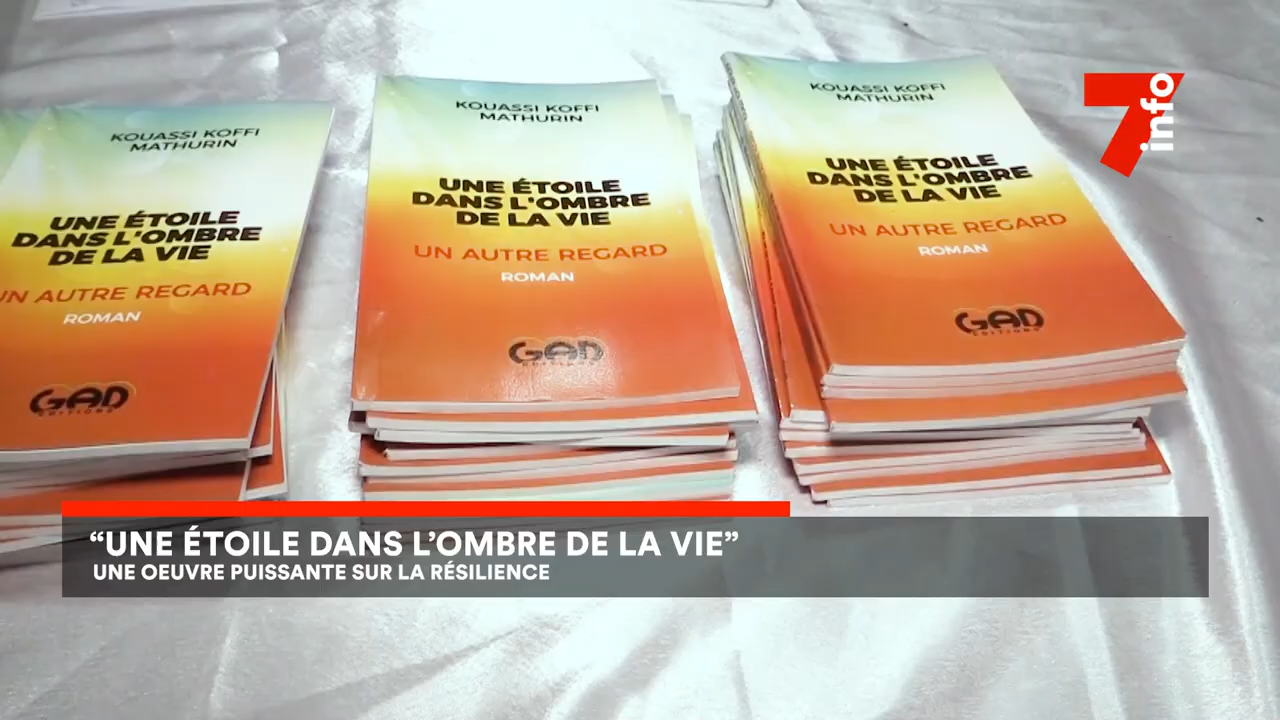 KOUASSI KOFFI
MATHURIN
UNE ÉTOILE
DANS L'OMBRE
DE LA VIE
UN AUTRE REGARD
ROMAN
GAD
EDITIONS
KOUASSI KOFFI
MATHURIN
UNE ÉTOILE
DANS L'OMBRE
DE LA VIE
UN AUTRE REGARD
ROMAN
GAD
EDITIONS
KOUASSI KOFFI
MATHURIN
UNE ÉTOILE
DANS L'OMBRE
DE LA VIE
UN AUTRE REGARD
ROMAN
GAD
EDITIONS
7info
“UNE ÉTOILE DANS L’OMBRE DE LA VIE”
UNE OEUVRE PUISSANTE SUR LA RÉSILIENCE